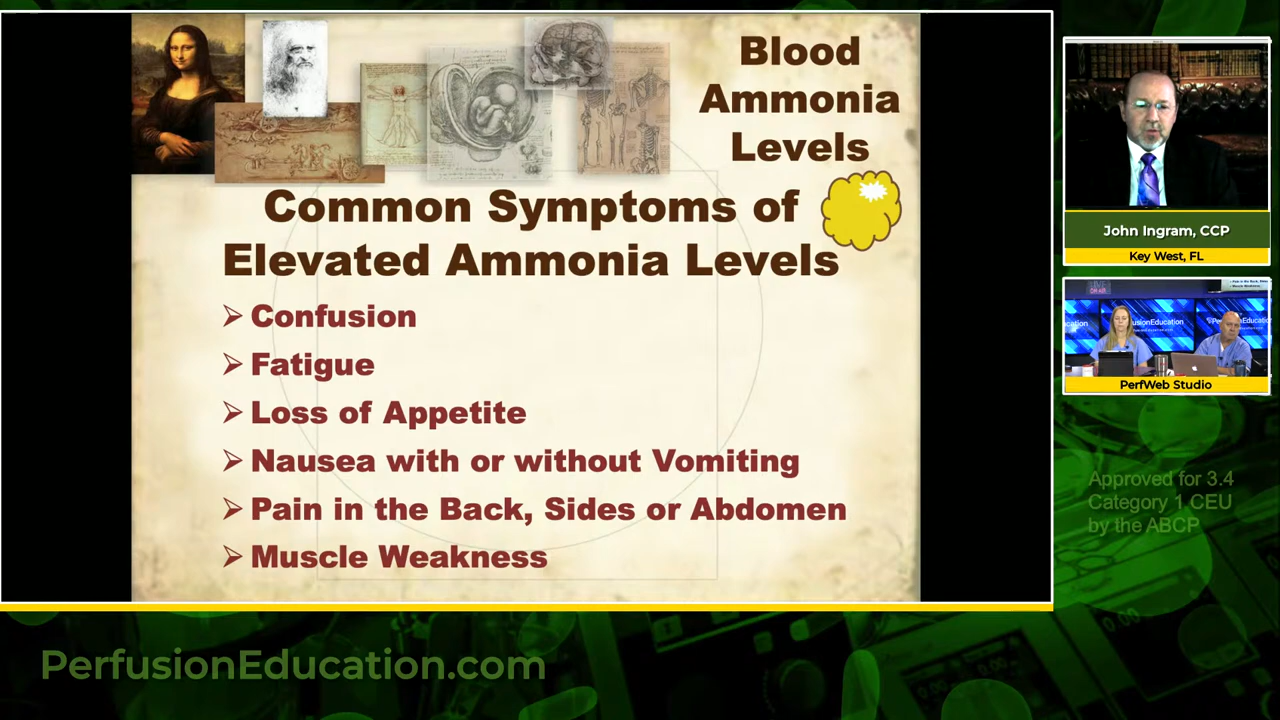 Blood
Ammonia
Levels
Common Symptoms of
Elevated Ammonia Levels
Confusion
Fatigue
Loss of Appetite
Nausea with or without Vomiting
Pain in the Back, Sides or Abdomen
Muscle Weakness
John Ingram, CCP
Key West, FL
PerfWeb Studio
Approved for 3.4
Category 1 CEU
by the ABCP
PerfusionEducation.com